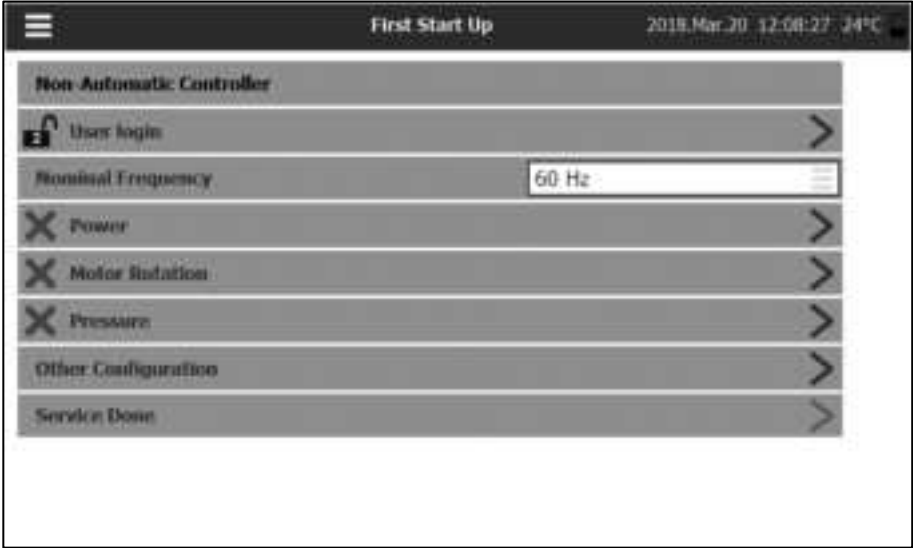 First Start Up 2018.Mar.20 12:08:27 24°C
Non-Automatic Controller
2 User login
Nominal Frequency 60 Hz
Power
Motor Rotation
Pressure
Other Configuration
Service Done